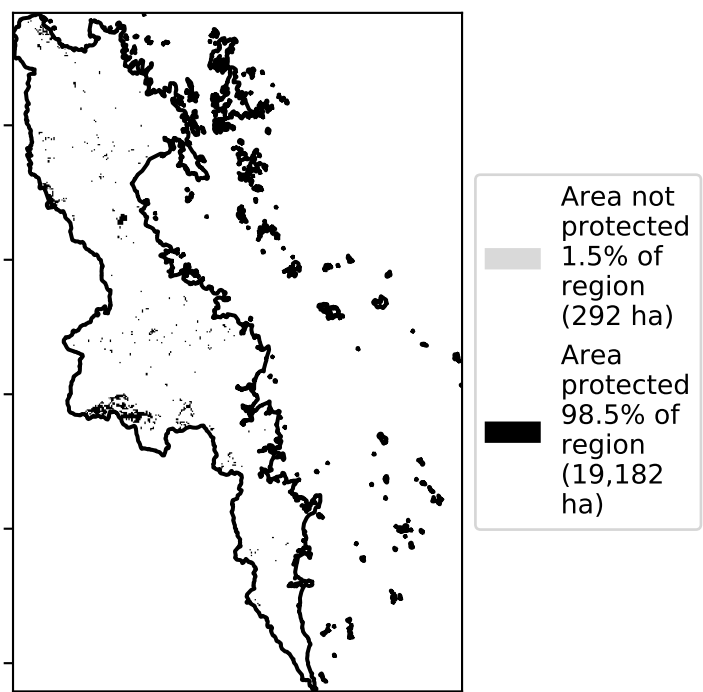 Area not
protected
1.5% of
region
(292 ha)
Area
protected
98.5% of
region
(19,182
ha)